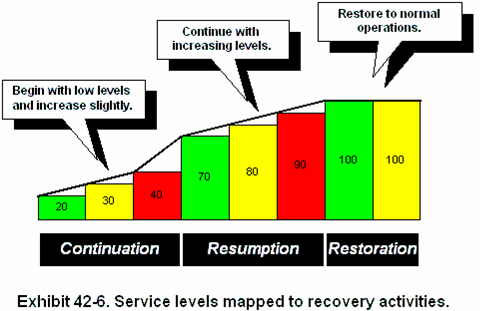 Restore to normal
operations.
Continue with
increasing levels.
Begin with low levels
and increase slightly.
20
30
40
70
80
90
100
100
Continuation
Resumption
Restoration
Exhibit 42-6. Service levels mapped to recovery activities.